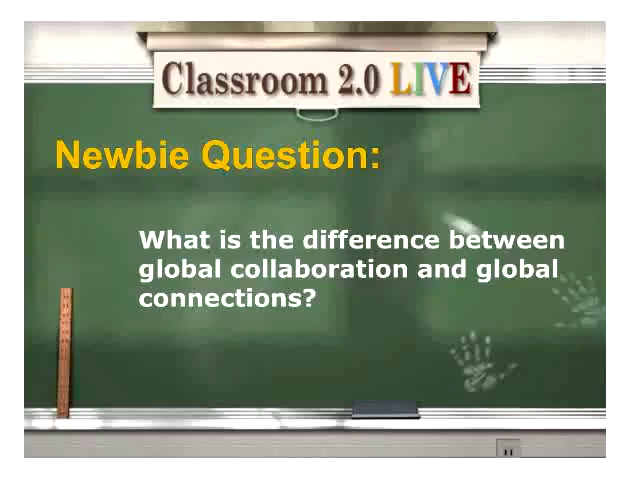 Classroom 2.0 LIVE
Newbie Question:
What is the difference between
global collaboration and global
connections?